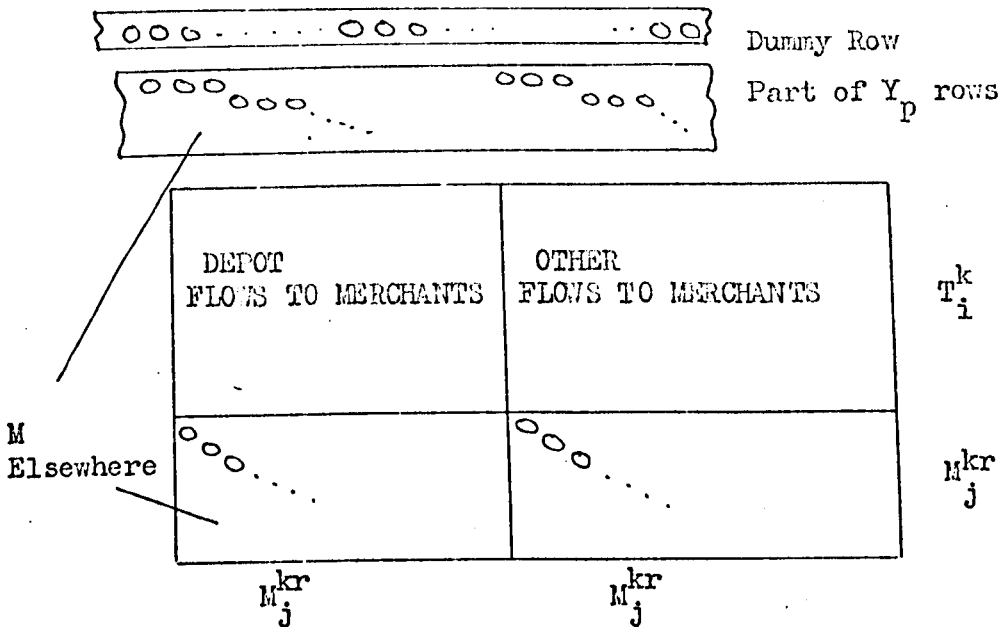 Dummy Row
Part of Y_p rows
DEPOT
FLOWS TO MERCHANTS
OTHER
FLOWS TO MERCHANTS
T_i^k
M
Elsewhere
M_j^kr
M_j^kr
M_j^kr